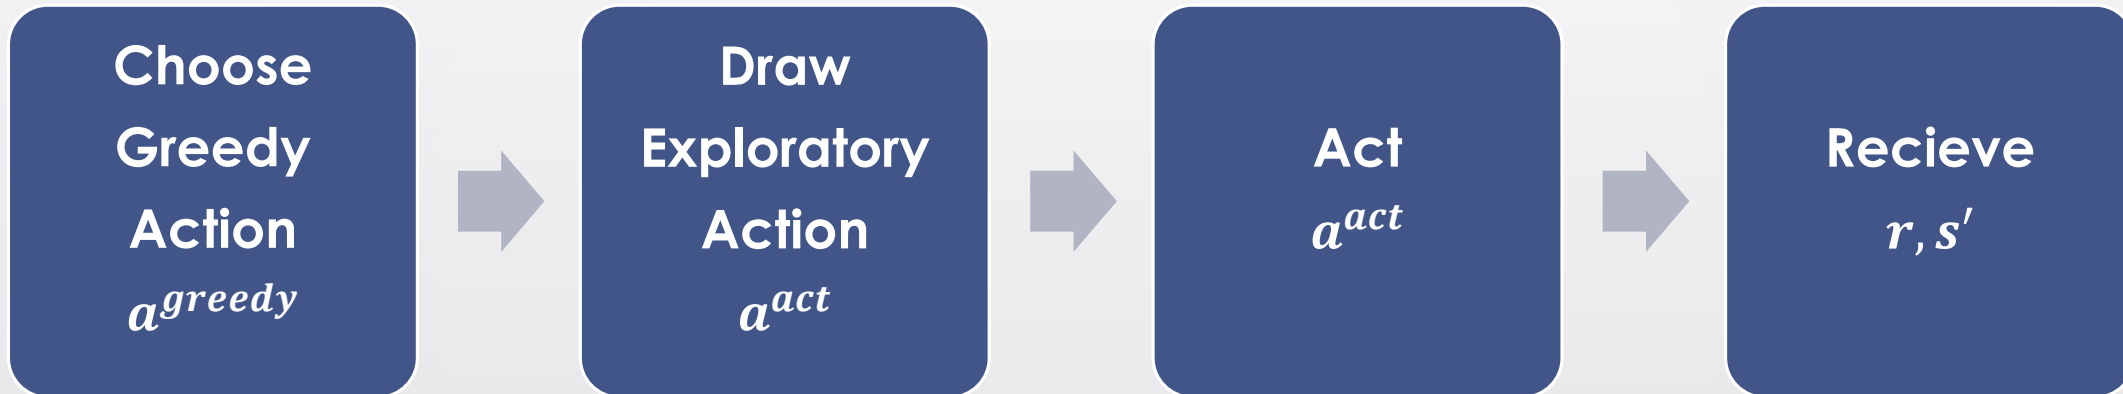 Choose
Greedy
Action
a^greedy
Draw
Exploratory
Action
a^act
Act
a^act
Recieve
r, s′